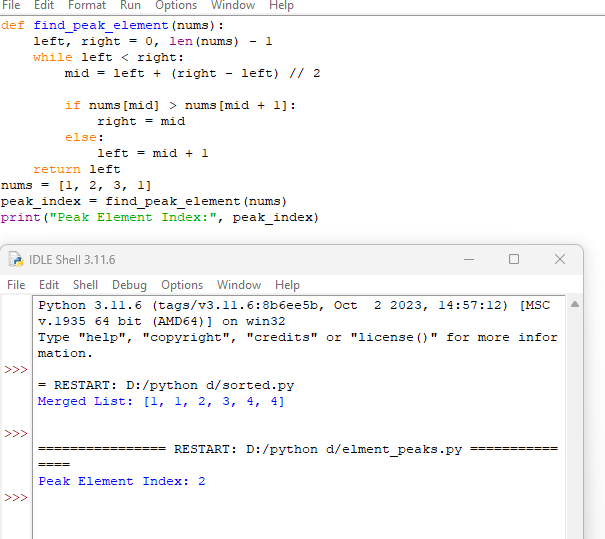 File Edit Format Run Options Window Help
def find_peak_element(nums):
    left, right = 0, len(nums) - 1
    while left < right:
        mid = left + (right - left) // 2
        if nums[mid] > nums[mid + 1]:
            right = mid
        else:
            left = mid + 1
    return left
nums = [1, 2, 3, 1]
peak_index = find_peak_element(nums)
print("Peak Element Index:", peak_index)
IDLE Shell 3.11.6
File Edit Shell Debug Options Window Help
Python 3.11.6 (tags/v3.11.6:8b6ee5b, Oct  2 2023, 14:57:12) [MSC
v.1935 64 bit (AMD64)] on win32
Type "help", "copyright", "credits" or "license()" for more infor
mation.
>>>
= RESTART: D:/python d/sorted.py
Merged List: [1, 1, 2, 3, 4, 4]
>>>
================ RESTART: D:/python d/elment_peaks.py ===========
====
Peak Element Index: 2
>>>